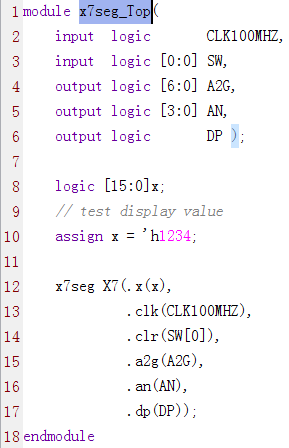 1 module x7seg_Top(
2     input  logic       CLK100MHZ,
3     input  logic [0:0] SW,
4     output logic [6:0] A2G,
5     output logic [3:0] AN,
6     output logic       DP );
7
8     logic [15:0]x;
9     // test display value
10     assign x = 'h1234;
11
12     x7seg X7(.x(x),
13              .clk(CLK100MHZ),
14              .clr(SW[0]),
15              .a2g(A2G),
16              .an(AN),
17              .dp(DP));
18 endmodule